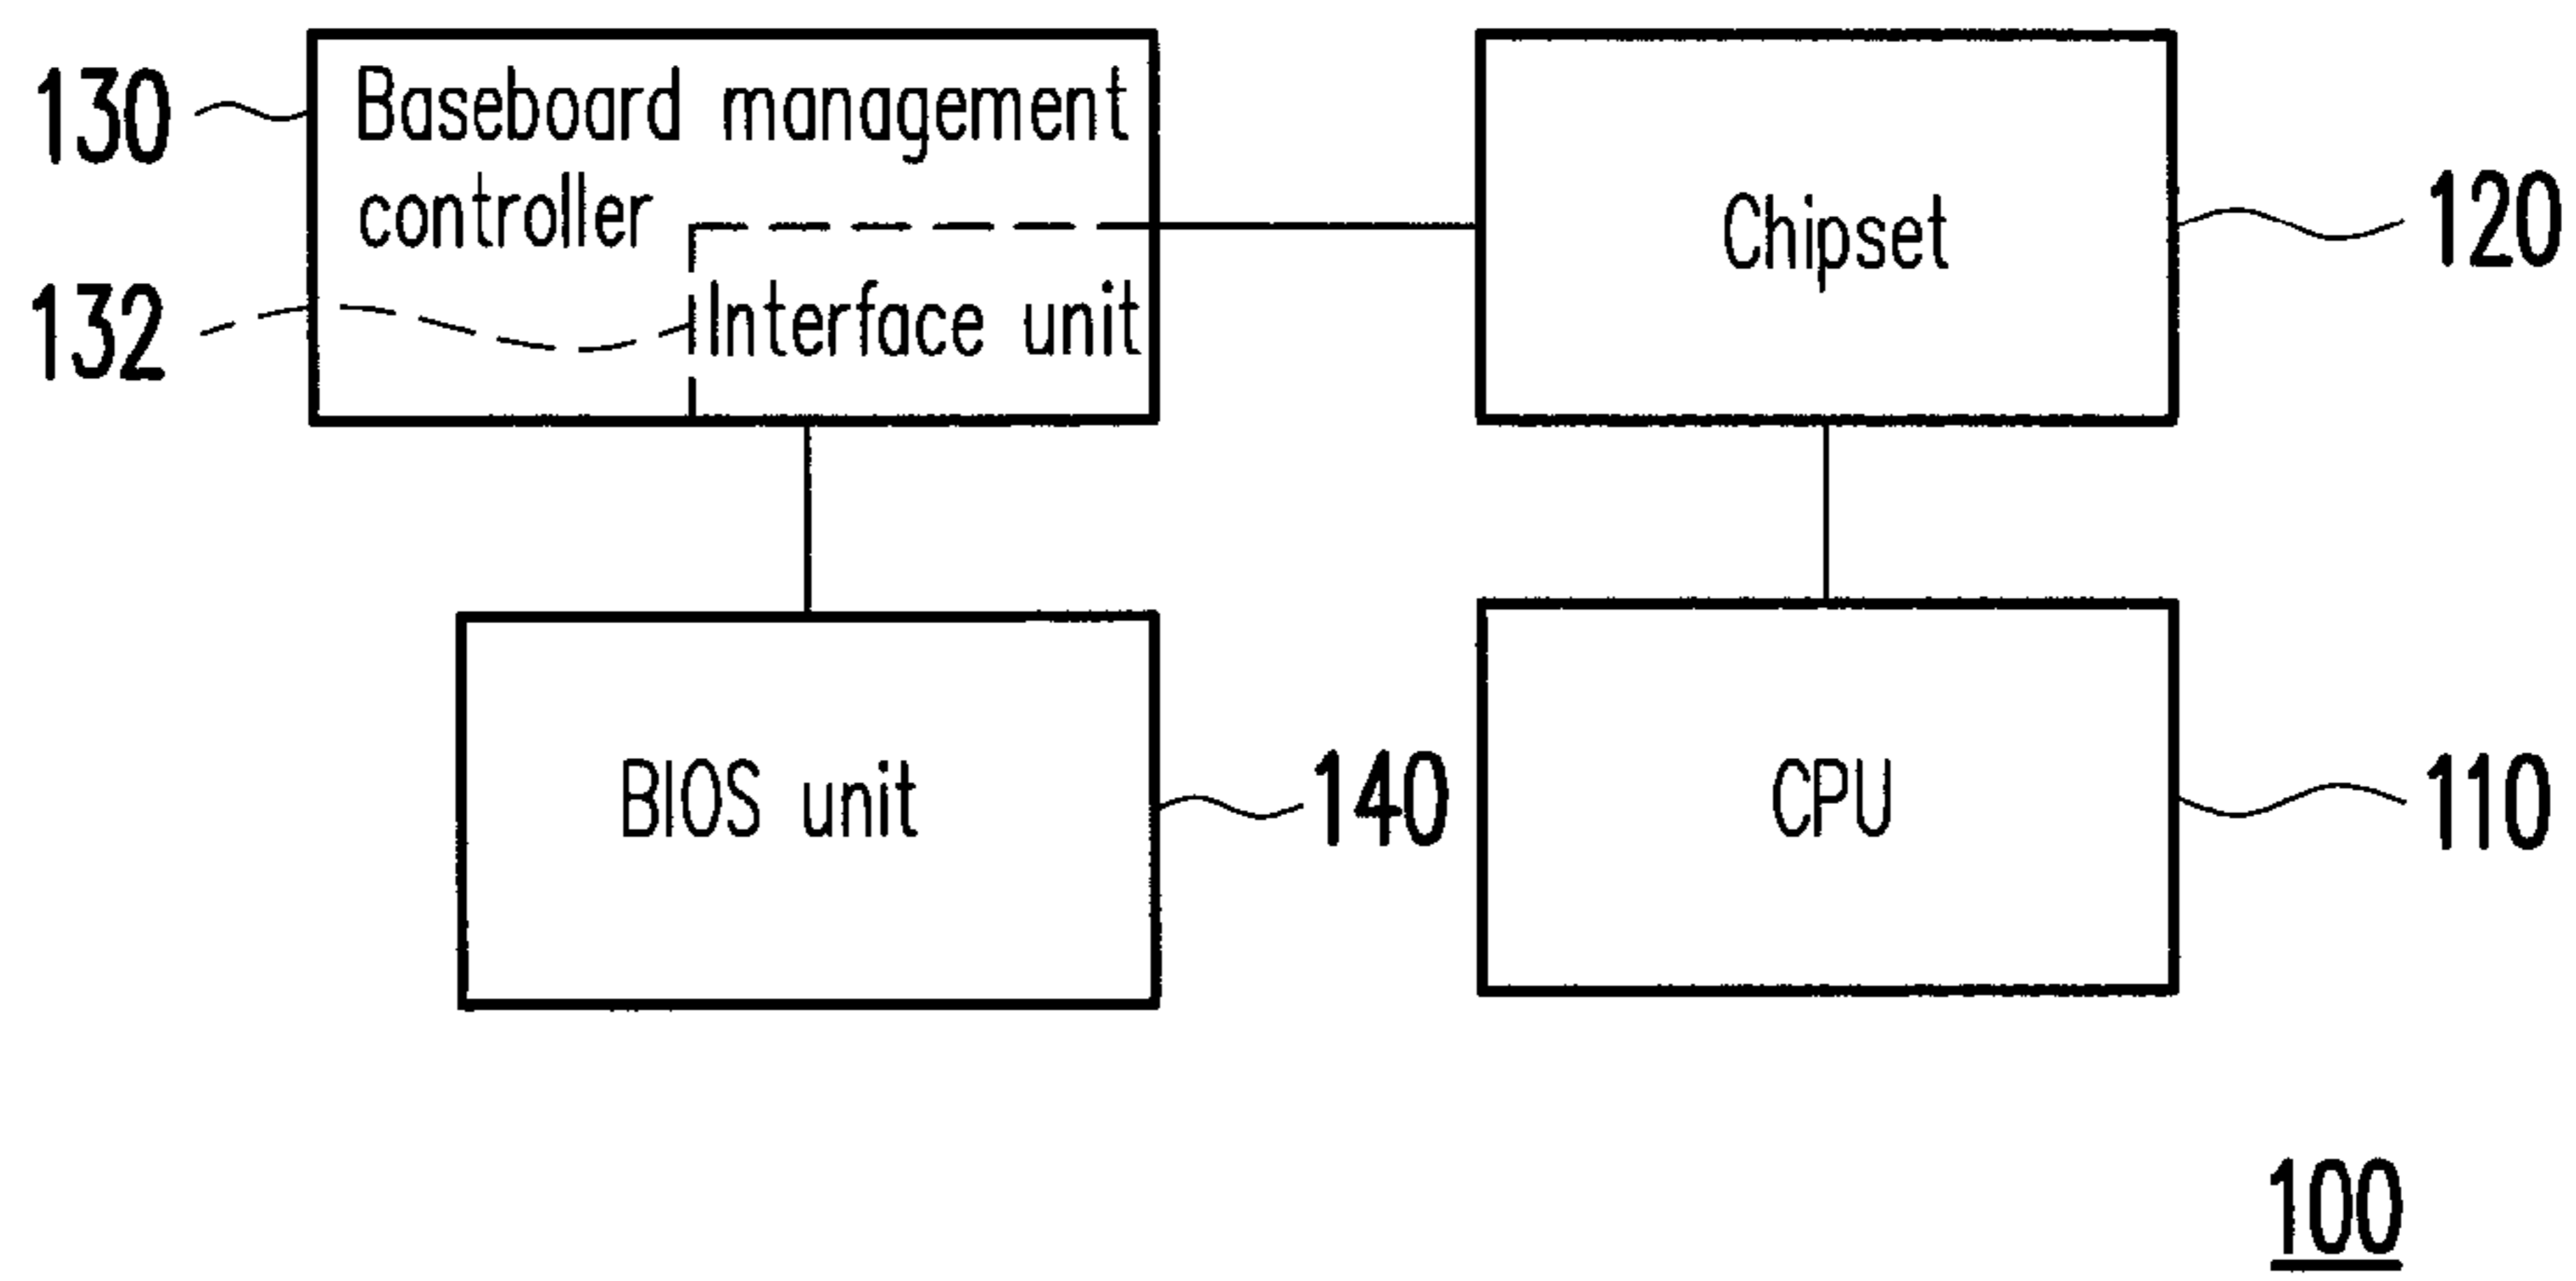 130
Baseboard management
controller
132
Interface unit
Chipset
120
BIOS unit
140
CPU
110
100